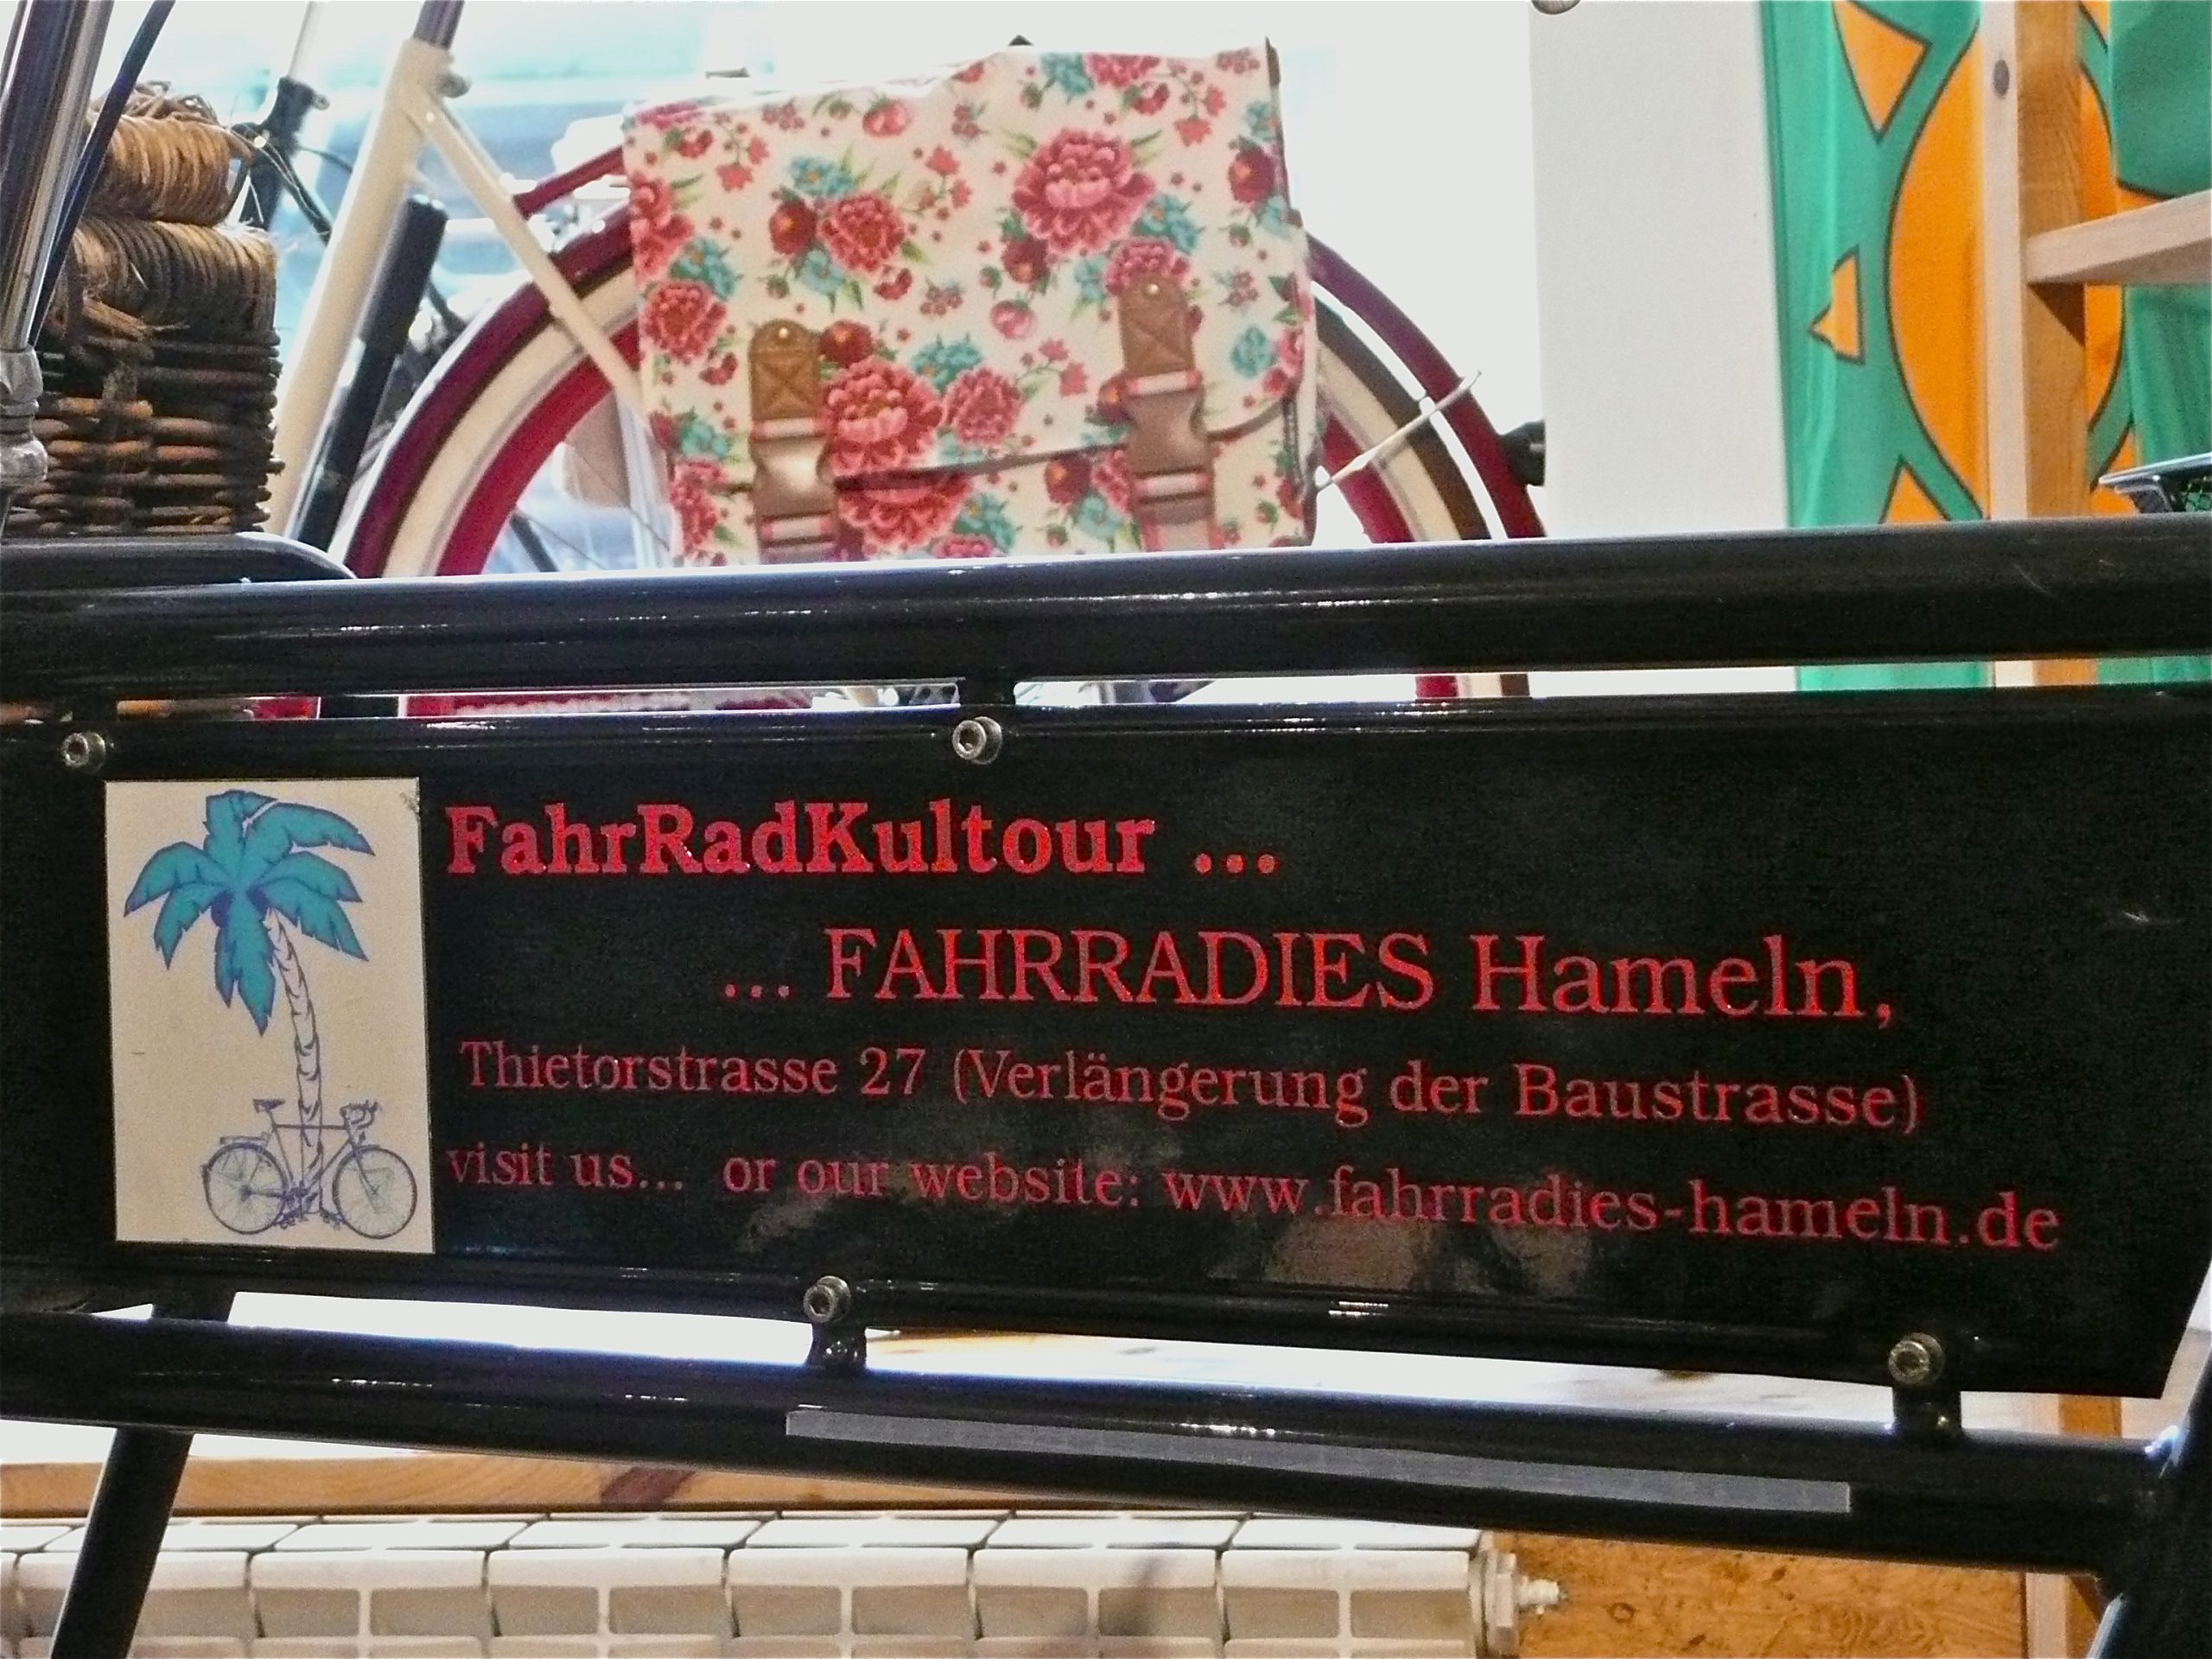 FahrRadKultour ...
... FAHRRADIES Hameln,
Thietorstrasse 27 (Verlängerung der Baustrasse)
visit us... or our website: www.fahrradies-hameln.de